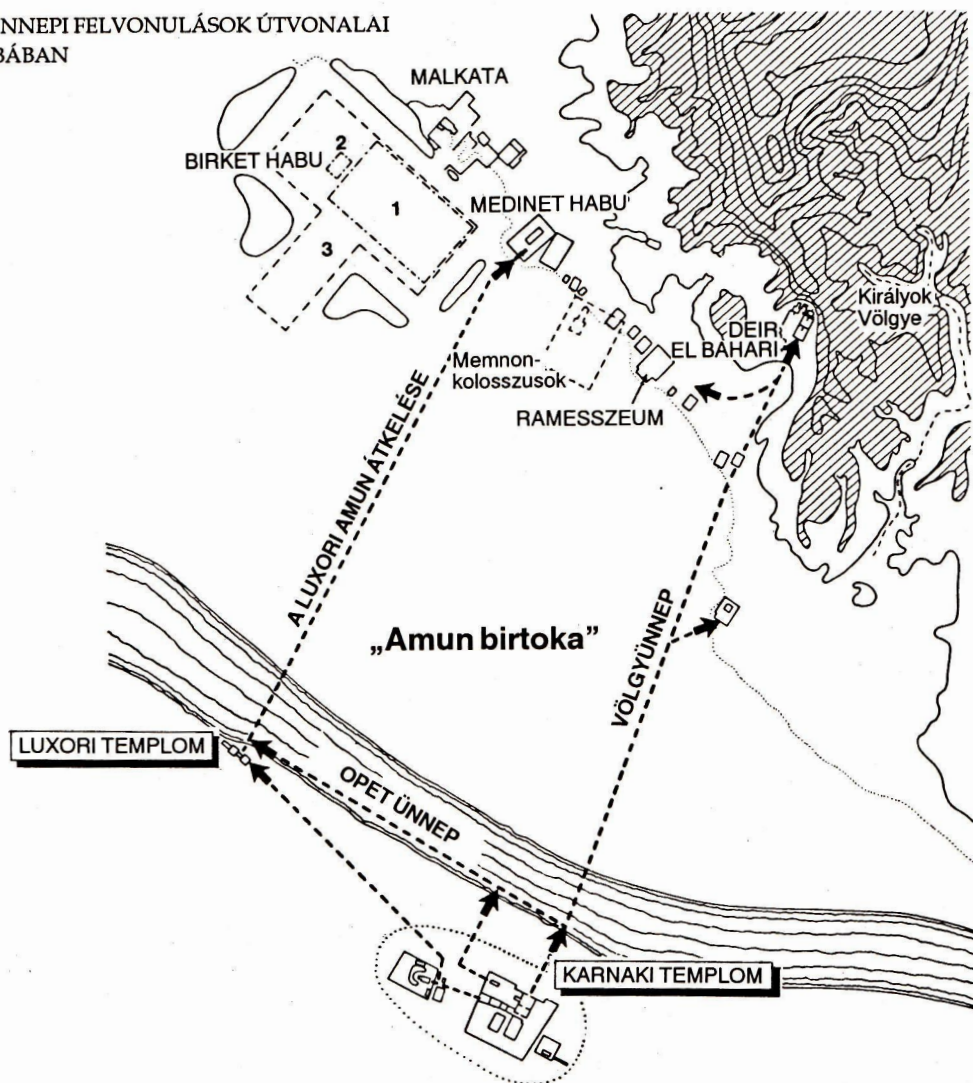 NNEPI FELVONULÁSOK ÚTVONALAI
BÁBAN
MALKATA
BIRKET HABU
2
1
3
MEDINET HABU
Királyok
Völgye
DEIR
EL BAHARI
Memnon-
kolosszusok
RAMESSZEUM
A LUXORI AMUN ÁTKELÉSE
„Amun birtoka”
VÖLGYÜNNEP
LUXORI TEMPLOM
OPET ÜNNEP
KARNAKI TEMPLOM